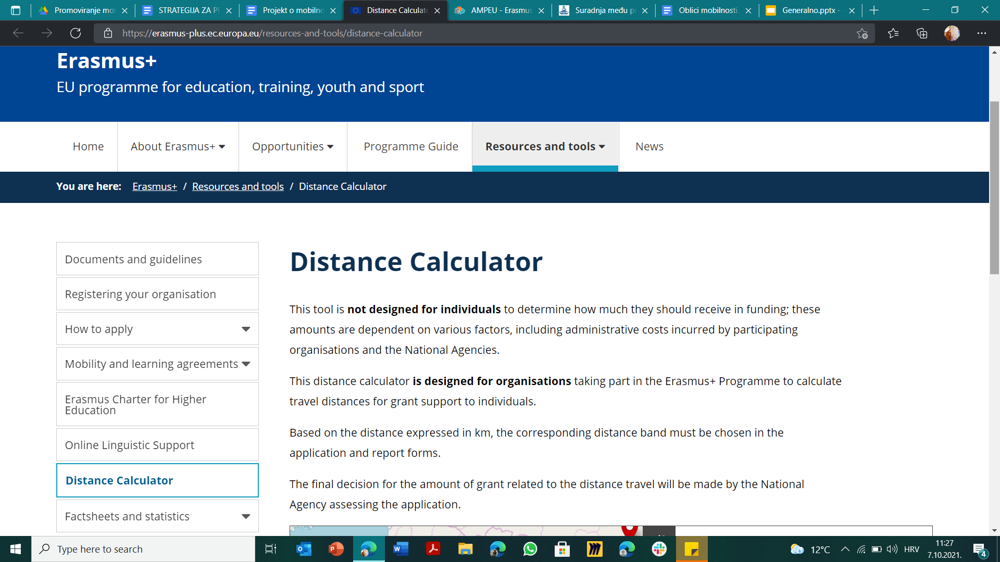 Promoviranje mo
STRATEGIJA ZA P
Projekt o mobilno
Distance Calculat
AMPEU - Erasmus
Suradnja među p
Oblici mobilnosti.
Generalno.pptx -
https://erasmus-plus.ec.europa.eu/resources-and-tools/distance-calculator
Erasmus+
EU programme for education, training, youth and sport
Home
About Erasmus+
Opportunities
Programme Guide
Resources and tools
News
You are here: Erasmus+ / Resources and tools / Distance Calculator
Documents and guidelines
Registering your organisation
How to apply
Mobility and learning agreements
Erasmus Charter for Higher
Education
Online Linguistic Support
Distance Calculator
Factsheets and statistics
Distance Calculator
This tool is not designed for individuals to determine how much they should receive in funding; these
amounts are dependent on various factors, including administrative costs incurred by participating
organisations and the National Agencies.
This distance calculator is designed for organisations taking part in the Erasmus+ Programme to calculate
travel distances for grant support to individuals.
Based on the distance expressed in km, the corresponding distance band must be chosen in the
application and report forms.
The final decision for the amount of grant related to the distance travel will be made by the National
Agency assessing the application.
Type here to search
12°C
HRV
11:27
7.10.2021.
4